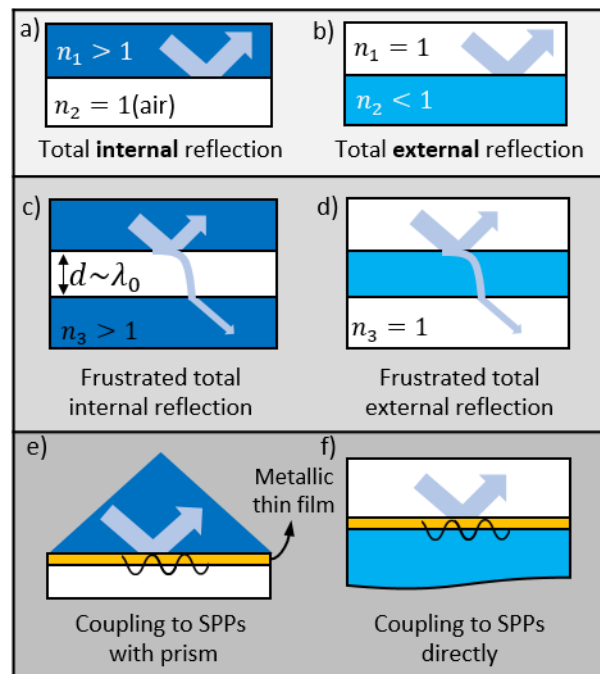 a)
n₁ > 1
n₂ = 1(air)
Total internal reflection
b)
n₁ = 1
n₂ < 1
Total external reflection
c)
d~λ₀
n₃ > 1
Frustrated total
internal reflection
d)
n₃ = 1
Frustrated total
external reflection
e)
Metallic
thin film
Coupling to SPPs
with prism
f)
Coupling to SPPs
directly